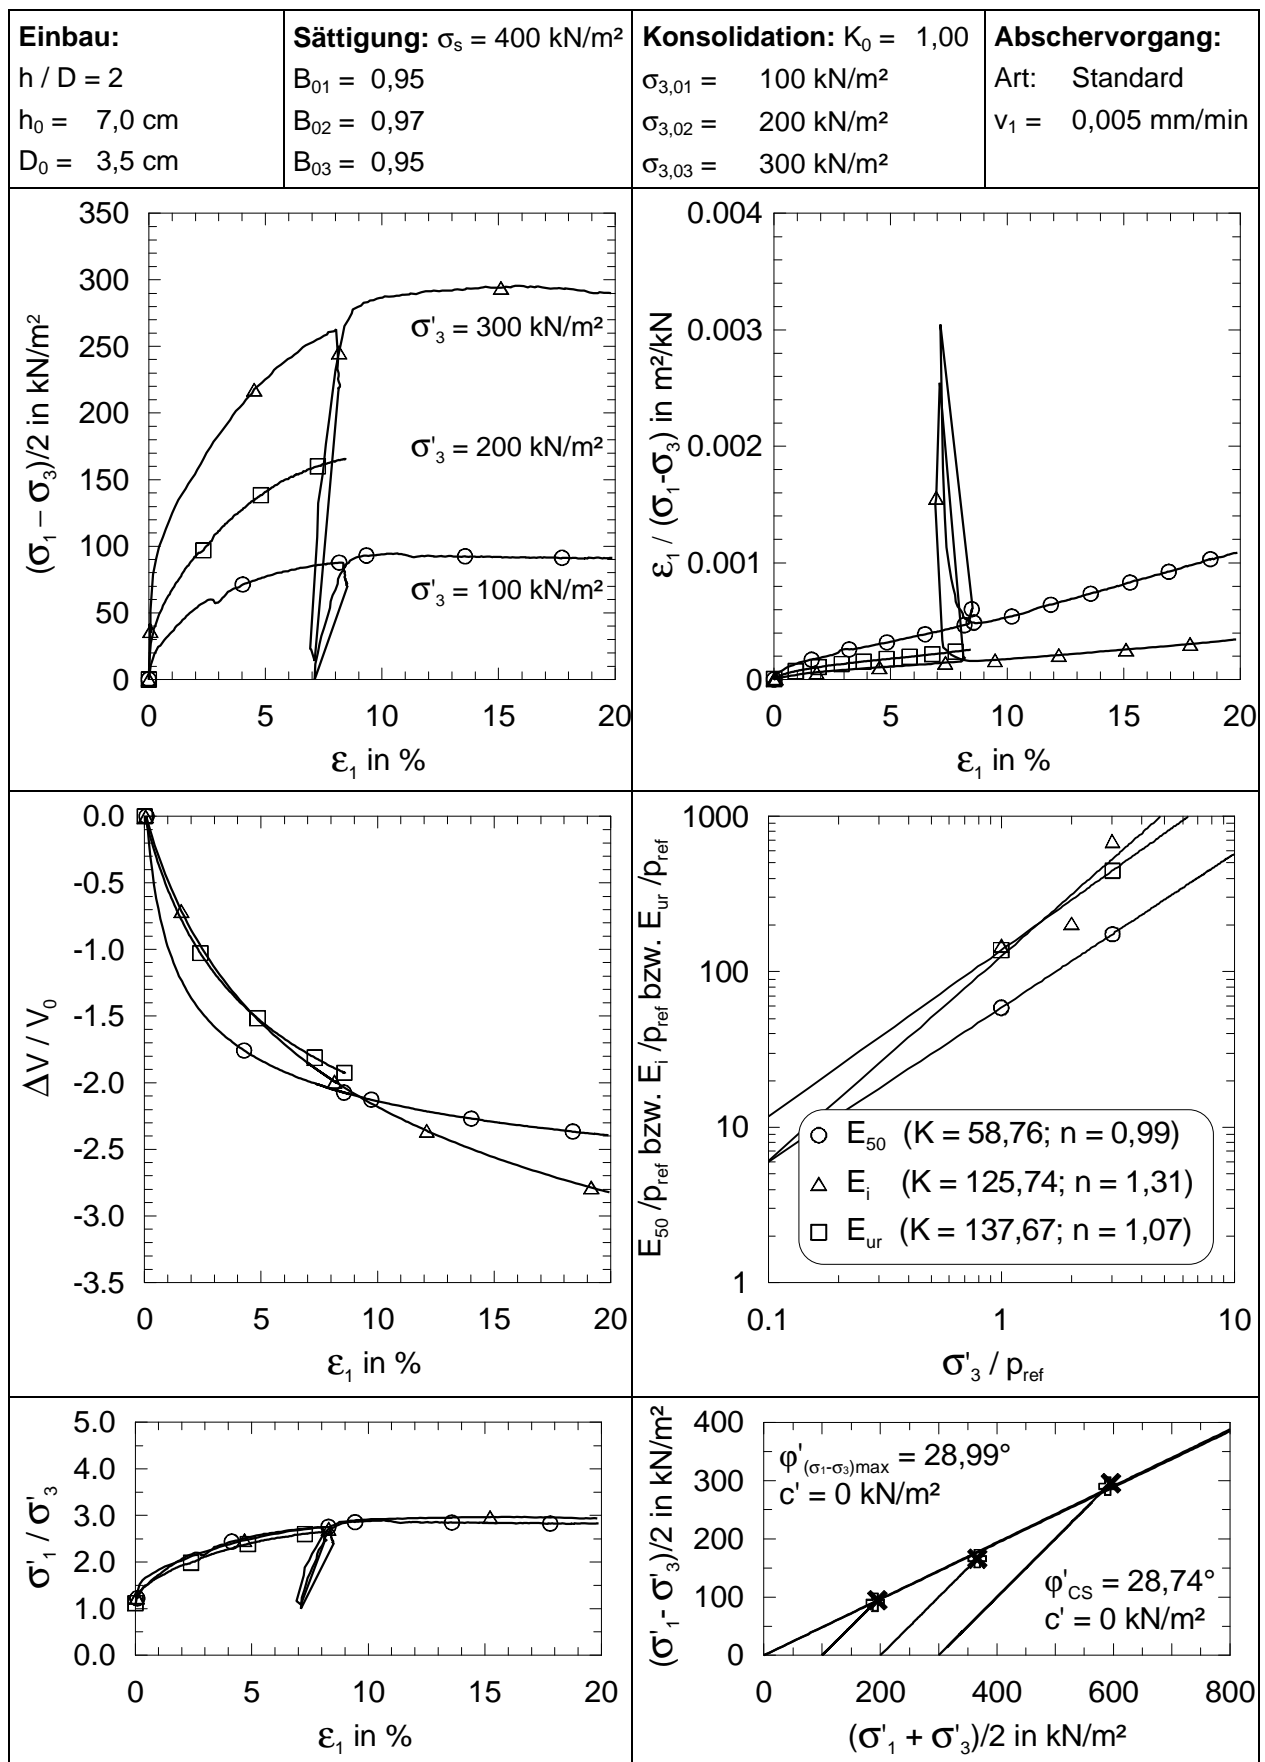 Einbau:
h / D = 2
h₀ = 7,0 cm
D₀ = 3,5 cm
Sättigung: σₛ = 400 kN/m²
B₀₁ = 0,95
B₀₂ = 0,97
B₀₃ = 0,95
Konsolidation: K₀ = 1,00
σ₃,₀₁ = 100 kN/m²
σ₃,₀₂ = 200 kN/m²
σ₃,₀₃ = 300 kN/m²
Abschervorgang:
Art: Standard
v₁ = 0,005 mm/min
(σ₁ – σ₃)/2 in kN/m²
350
300
250
200
150
100
50
0
σ'₃ = 300 kN/m²
σ'₃ = 200 kN/m²
σ'₃ = 100 kN/m²
0 5 10 15 20
ε₁ in %
ε₁ / (σ₁-σ₃) in m²/kN
0.004
0.003
0.002
0.001
0
0 5 10 15 20
ε₁ in %
ΔV / V₀
0.0
-0.5
-1.0
-1.5
-2.0
-2.5
-3.0
-3.5
0 5 10 15 20
ε₁ in %
E₅₀ /p_ref bzw. E_i /p_ref bzw. E_ur /p_ref
1000
100
10
1
E₅₀ (K = 58,76; n = 0,99)
E_i (K = 125,74; n = 1,31)
E_ur (K = 137,67; n = 1,07)
0.1 1 10
σ'₃ / p_ref
σ'₁ / σ'₃
5.0
4.0
3.0
2.0
1.0
0.0
0 5 10 15 20
ε₁ in %
(σ'₁- σ'₃)/2 in kN/m²
400
300
200
100
0
φ'(σ₁-σ₃)max = 28,99°
c' = 0 kN/m²
φ'CS = 28,74°
c' = 0 kN/m²
0 200 400 600 800
(σ'₁ + σ'₃)/2 in kN/m²